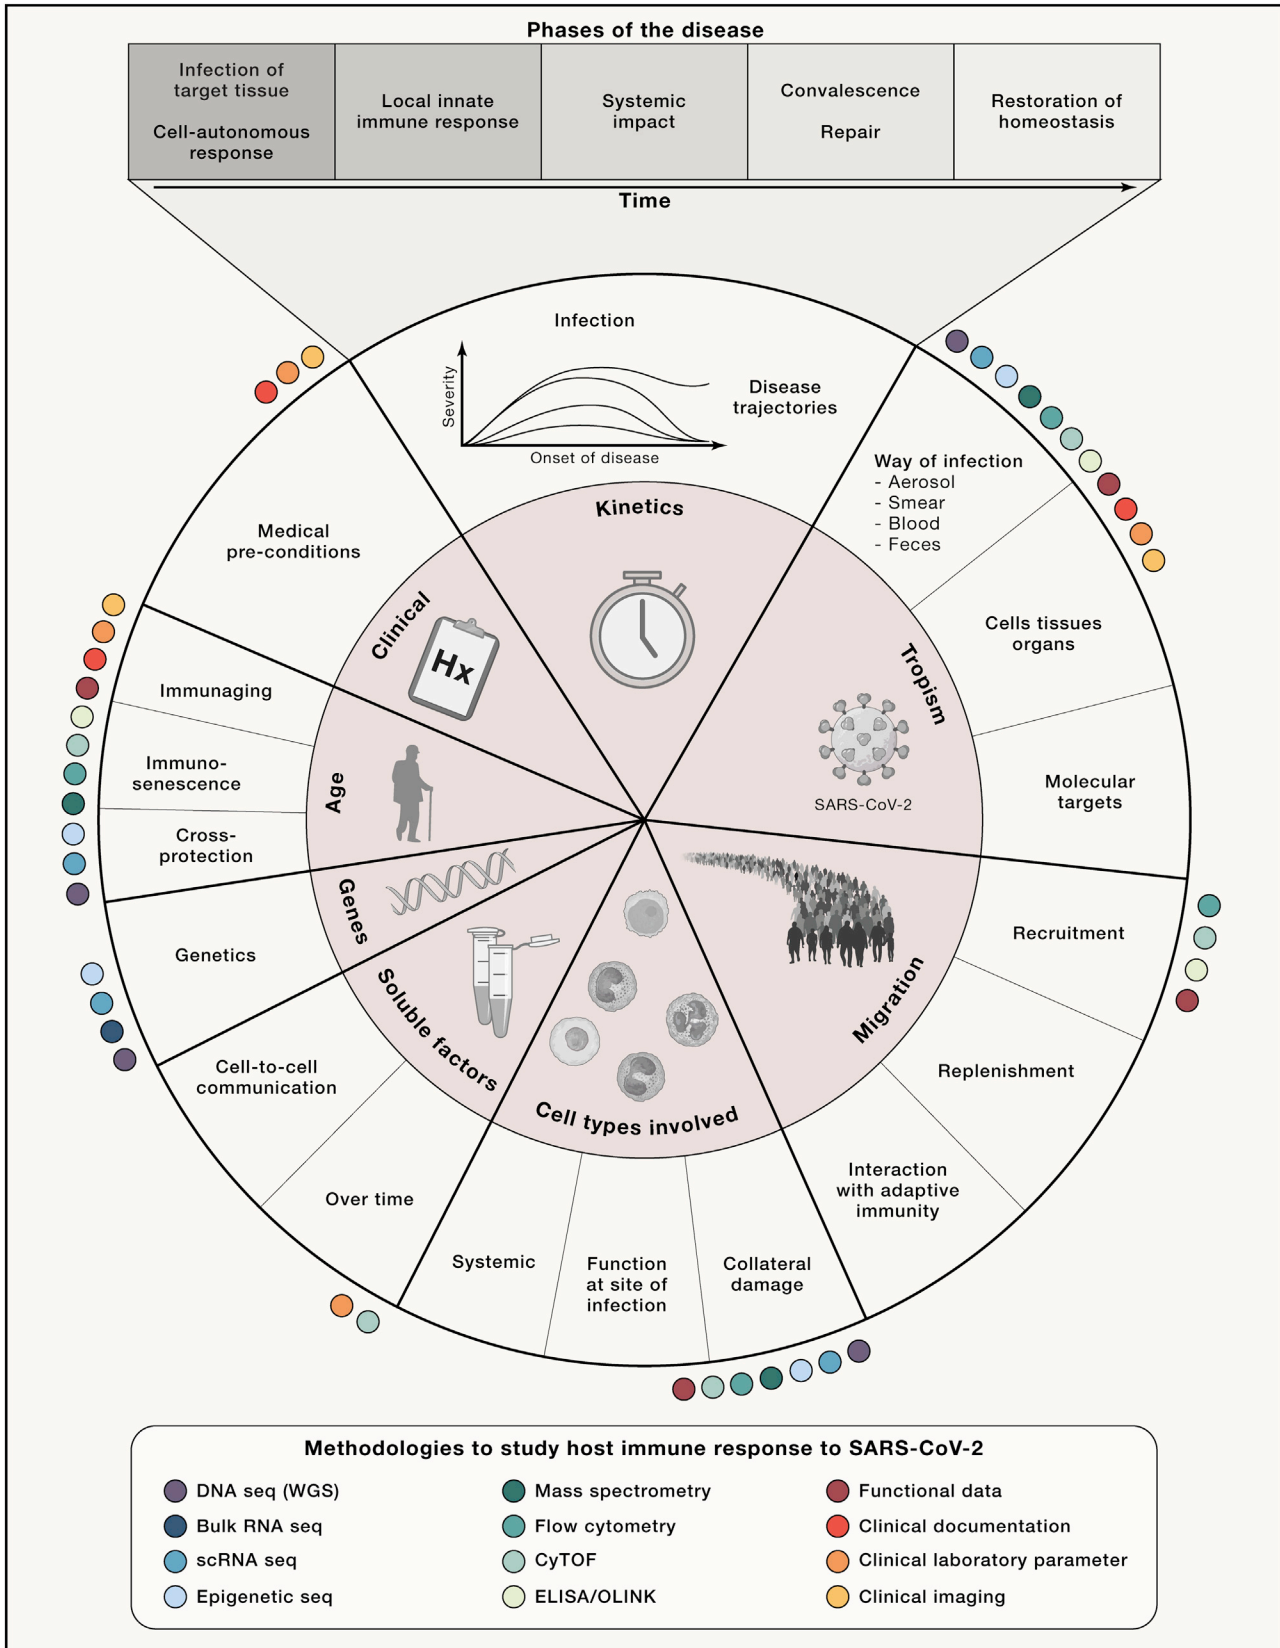 Phases of the disease
Infection of
target tissue
Cell-autonomous
response
Local innate
immune response
Systemic
impact
Convalescence
Repair
Restoration of
homeostasis
Time
Infection
Severity
Disease
trajectories
Onset of disease
Kinetics
Way of infection
- Aerosol
- Smear
- Blood
- Feces
Cells tissues
organs
Molecular
targets
Tropism
SARS-CoV-2
Recruitment
Replenishment
Interaction
with adaptive
immunity
Migration
Collateral
damage
Function
at site of
infection
Systemic
Cell types involved
Over time
Cell-to-cell
communication
Soluble factors
Genetics
Genes
Cross-
protection
Immuno-
senescence
Immunaging
Age
Medical
pre-conditions
Clinical
Hx
Methodologies to study host immune response to SARS-CoV-2
DNA seq (WGS)
Bulk RNA seq
scRNA seq
Epigenetic seq
Mass spectrometry
Flow cytometry
CyTOF
ELISA/OLINK
Functional data
Clinical documentation
Clinical laboratory parameter
Clinical imaging